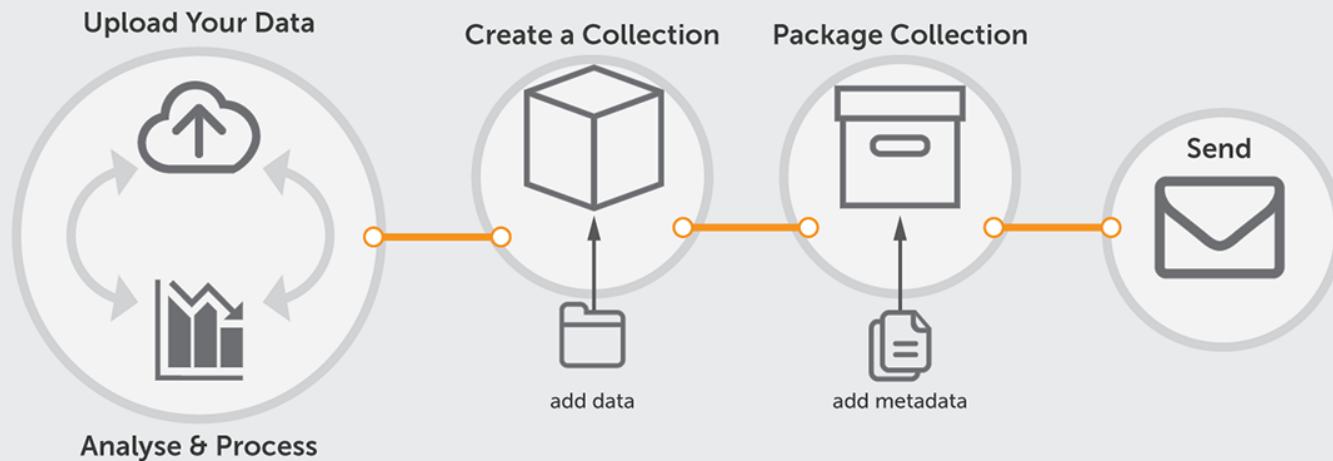 Upload Your Data
Create a Collection
Package Collection
Send
add data
add metadata
Analyse & Process